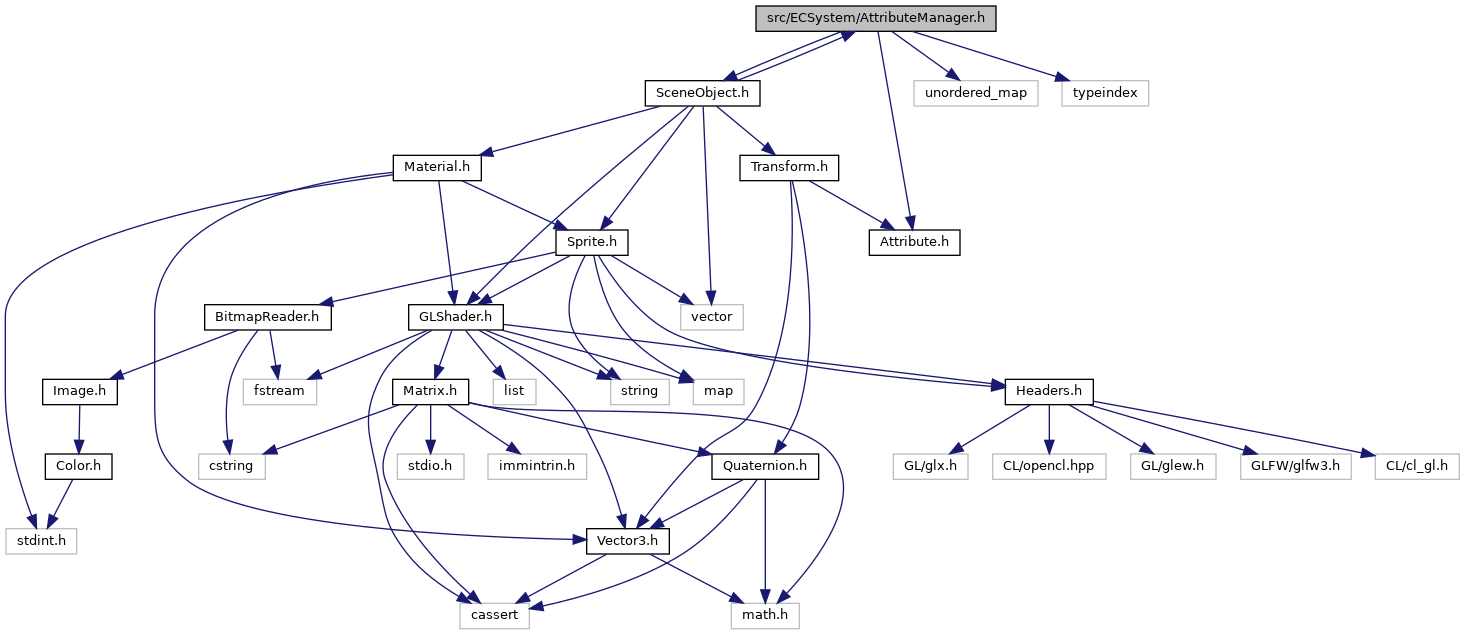 src/ECSystem/AttributeManager.h
SceneObject.h
unordered_map
typeindex
Material.h
Transform.h
Sprite.h
Attribute.h
BitmapReader.h
GLShader.h
vector
Image.h
fstream
Matrix.h
list
string
map
Headers.h
Color.h
cstring
stdio.h
immintrin.h
Quaternion.h
GL/glx.h
CL/opencl.hpp
GL/glew.h
GLFW/glfw3.h
CL/cl_gl.h
stdint.h
Vector3.h
cassert
math.h